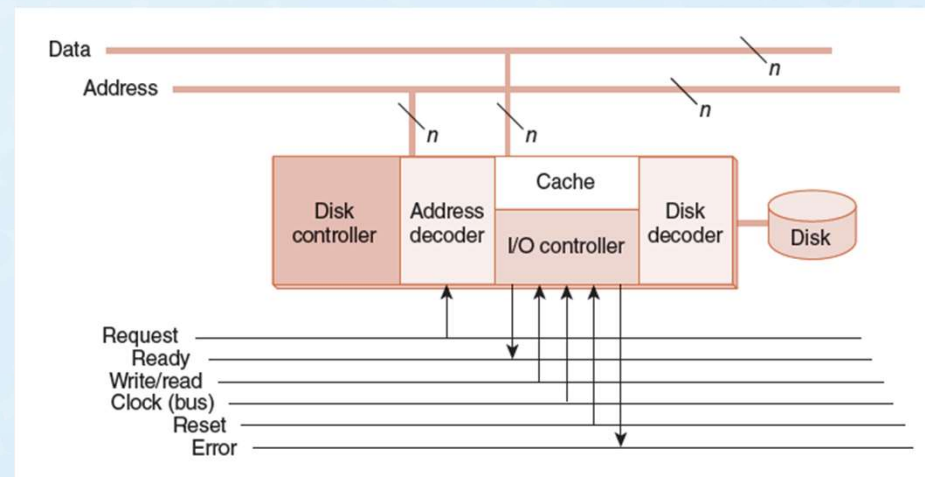 Data
n
Address
n
n
n
Disk
controller
Address
decoder
Cache
I/O controller
Disk
decoder
Disk
Request
Ready
Write/read
Clock (bus)
Reset
Error